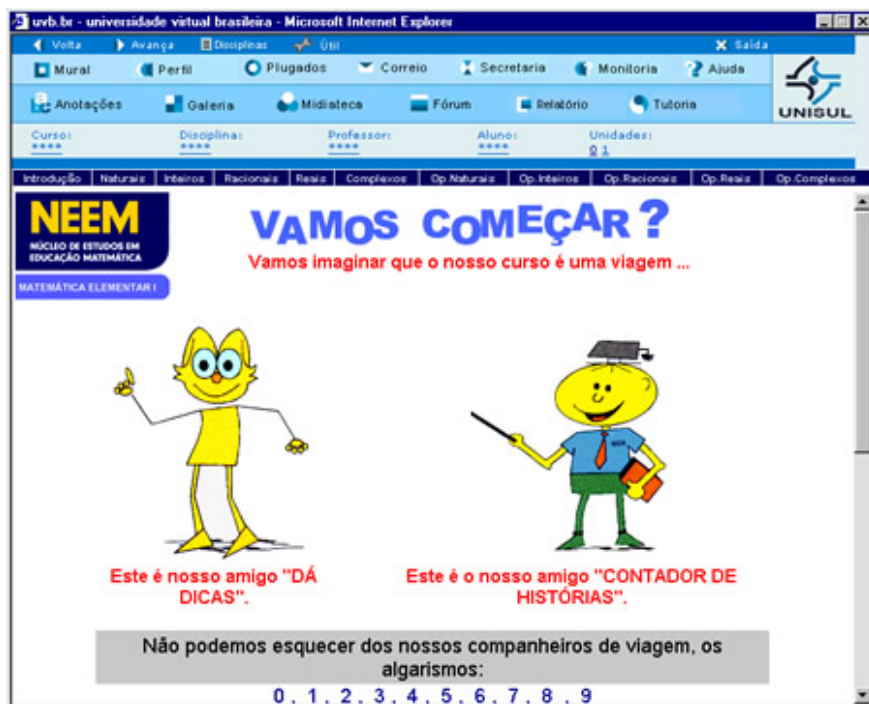 uvb.br - universidade virtual brasileira - Microsoft Internet Explorer
Volta Avança Disciplinas Útil Saída
Mural Perfil Plugados Correio Secretaria Monitoria Ajuda
Anotações Galeria Midiateca Fórum Relatório Tutoria
UNISUL
Curso: Disciplina: Professor: Aluno: Unidades:
**** **** **** **** 0 1
Introdução Naturais Inteiros Racionais Reais Complexos Op.Naturais Op.Inteiros Op.Racionais Op.Reais Op.Complexos
NEEM
NÚCLEO DE ESTUDOS EM
EDUCAÇÃO MATEMÁTICA
MATEMÁTICA ELEMENTAR I
VAMOS COMEÇAR?
Vamos imaginar que o nosso curso é uma viagem ...
Este é nosso amigo "DÁ
DICAS".
Este é o nosso amigo "CONTADOR DE
HISTÓRIAS".
Não podemos esquecer dos nossos companheiros de viagem, os
algarismos:
0 , 1 , 2 , 3 , 4 , 5 , 6 , 7 , 8 , 9